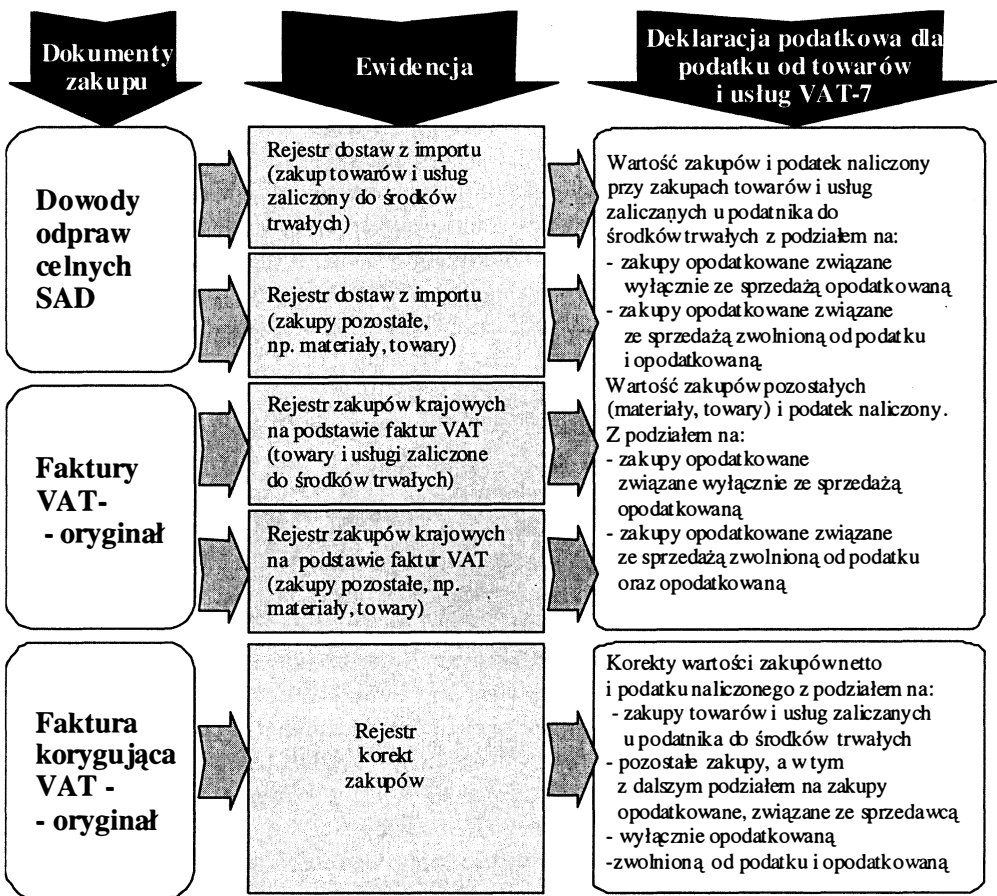 Dokumenty
zakupu
Ewidencja
Deklaracja podatkowa dla
podatku od towarów
i usług VAT-7
Dowody
odpraw
celnych
SAD
Rejestr dostaw z importu
(zakup towarów i usług
zaliczony do środków
trwałych)
Rejestr dostaw z importu
(zakupy pozostałe,
np. materiały, towary)
Wartość zakupów i podatek naliczony
przy zakupach towarów i usług
zaliczanych u podatnika do
środków trwałych z podziałem na:
- zakupy opodatkowane związane
wyłącznie ze sprzedażą opodatkowaną
- zakupy opodatkowane związane
ze sprzedażą zwolnioną od podatku
i opodatkowaną.
Wartość zakupów pozostałych
(materiały, towary) i podatek naliczony.
Z podziałem na:
- zakupy opodatkowane
związane wyłącznie ze sprzedażą
opodatkowaną
- zakupy opodatkowane związane
ze sprzedażą zwolnioną od podatku
oraz opodatkowaną
Faktury
VAT-
- oryginał
Rejestr zakupów krajowych
na podstawie faktur VAT
(towary i usługi zaliczone
do środków trwałych)
Rejestr zakupów krajowych
na podstawie faktur VAT
(zakupy pozostałe, np.
materiały, towary)
Faktura
korygująca
VAT -
- oryginał
Rejestr
korekt
zakupów
Korekty wartości zakupów netto
i podatku naliczonego z podziałem na:
- zakupy towarów i usług zaliczanych
u podatnika do środków trwałych
- pozostałe zakupy, a w tym
z dalszym podziałem na zakupy
opodatkowane, związane ze sprzedawcą
- wyłącznie opodatkowaną
-zwolnioną od podatku i opodatkowaną